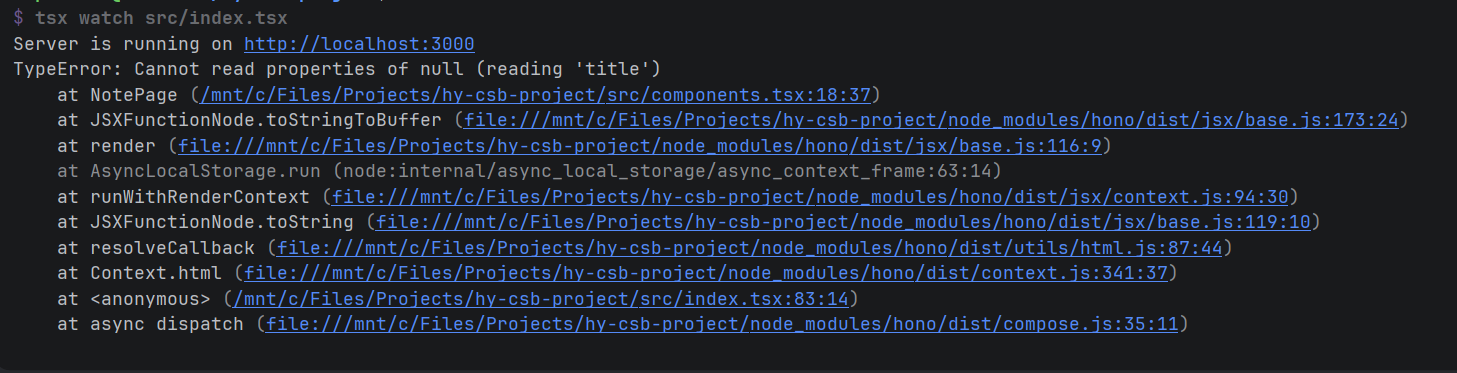 $ tsx watch src/index.tsx
Server is running on http://localhost:3000
TypeError: Cannot read properties of null (reading 'title')
    at NotePage (/mnt/c/Files/Projects/hy-csb-project/src/components.tsx:18:37)
    at JSXFunctionNode.toStringToBuffer (file:///mnt/c/Files/Projects/hy-csb-project/node_modules/hono/dist/jsx/base.js:173:24)
    at render (file:///mnt/c/Files/Projects/hy-csb-project/node_modules/hono/dist/jsx/base.js:116:9)
    at AsyncLocalStorage.run (node:internal/async_local_storage/async_context_frame:63:14)
    at runWithRenderContext (file:///mnt/c/Files/Projects/hy-csb-project/node_modules/hono/dist/jsx/context.js:94:30)
    at JSXFunctionNode.toString (file:///mnt/c/Files/Projects/hy-csb-project/node_modules/hono/dist/jsx/base.js:119:10)
    at resolveCallback (file:///mnt/c/Files/Projects/hy-csb-project/node_modules/hono/dist/utils/html.js:87:44)
    at Context.html (file:///mnt/c/Files/Projects/hy-csb-project/node_modules/hono/dist/context.js:341:37)
    at <anonymous> (/mnt/c/Files/Projects/hy-csb-project/src/index.tsx:83:14)
    at async dispatch (file:///mnt/c/Files/Projects/hy-csb-project/node_modules/hono/dist/compose.js:35:11)